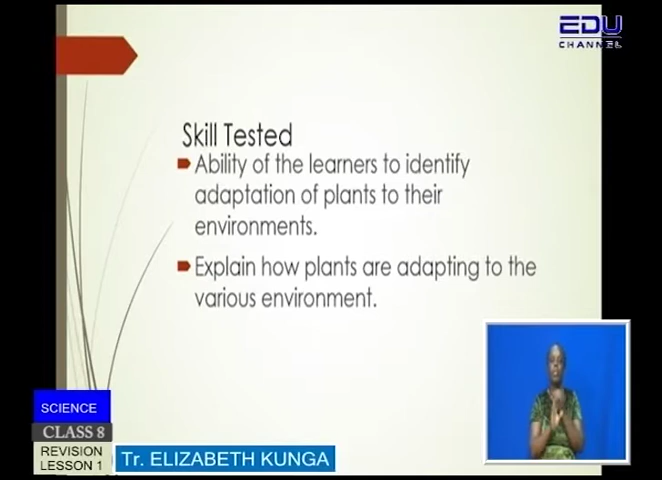 EDU
CHANNEL
Skill Tested
Ability of the learners to identify
adaptation of plants to their
environments.
Explain how plants are adapting to the
various environment.
SCIENCE
CLASS 8
REVISION
LESSON 1
Tr. ELIZABETH KUNGA